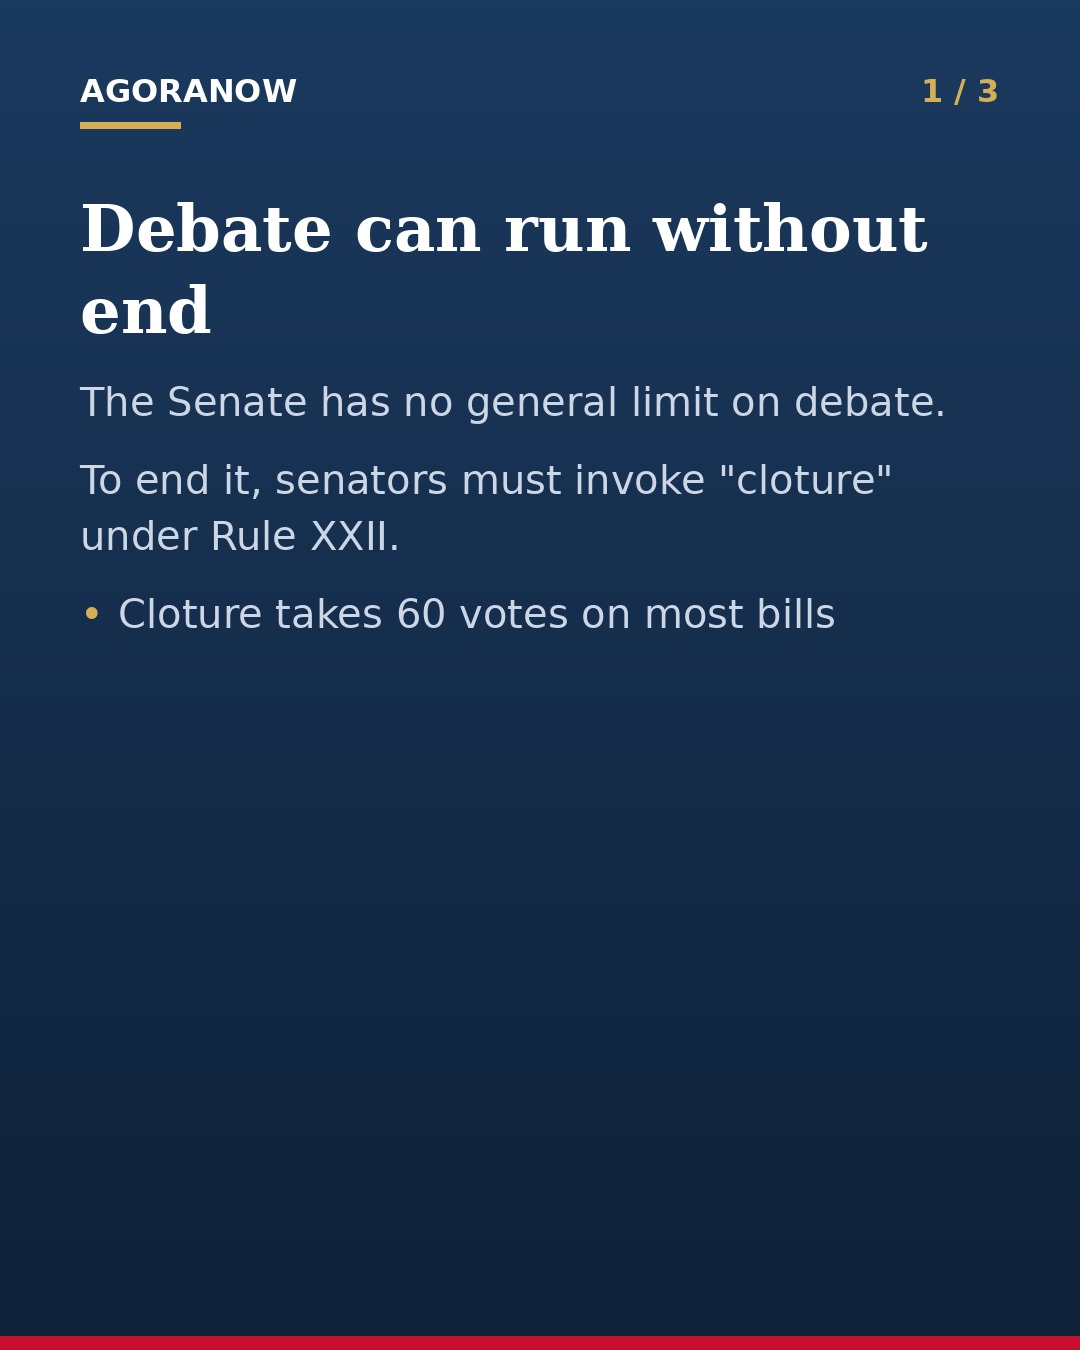 AGORANOW
1 / 3
Debate can run without
end
The Senate has no general limit on debate.
To end it, senators must invoke "cloture"
under Rule XXII.
• Cloture takes 60 votes on most bills